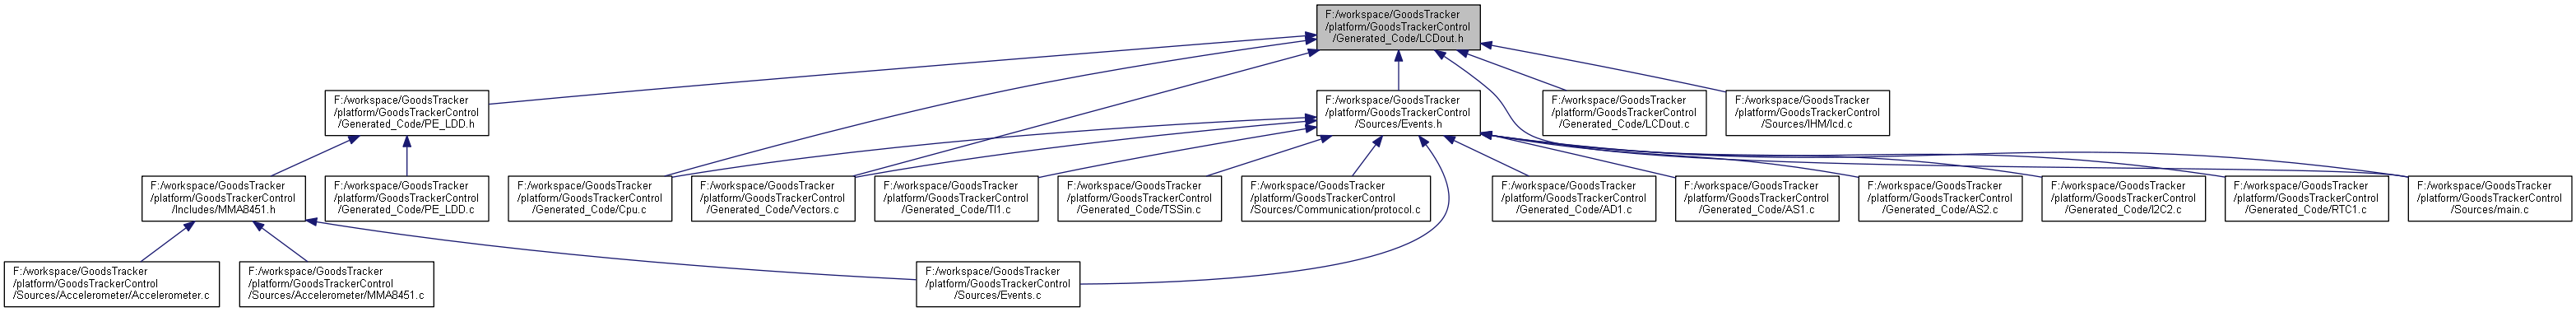 F:/workspace/GoodsTracker
/platform/GoodsTrackerControl
/Generated_Code/LCDout.h
F:/workspace/GoodsTracker
/platform/GoodsTrackerControl
/Generated_Code/PE_LDD.h
F:/workspace/GoodsTracker
/platform/GoodsTrackerControl
/Sources/Events.h
F:/workspace/GoodsTracker
/platform/GoodsTrackerControl
/Generated_Code/LCDout.c
F:/workspace/GoodsTracker
/platform/GoodsTrackerControl
/Sources/IHM/lcd.c
F:/workspace/GoodsTracker
/platform/GoodsTrackerControl
/Includes/MMA8451.h
F:/workspace/GoodsTracker
/platform/GoodsTrackerControl
/Generated_Code/PE_LDD.c
F:/workspace/GoodsTracker
/platform/GoodsTrackerControl
/Generated_Code/Cpu.c
F:/workspace/GoodsTracker
/platform/GoodsTrackerControl
/Generated_Code/Vectors.c
F:/workspace/GoodsTracker
/platform/GoodsTrackerControl
/Generated_Code/TI1.c
F:/workspace/GoodsTracker
/platform/GoodsTrackerControl
/Generated_Code/TSSin.c
F:/workspace/GoodsTracker
/platform/GoodsTrackerControl
/Sources/Communication/protocol.c
F:/workspace/GoodsTracker
/platform/GoodsTrackerControl
/Generated_Code/AD1.c
F:/workspace/GoodsTracker
/platform/GoodsTrackerControl
/Generated_Code/AS1.c
F:/workspace/GoodsTracker
/platform/GoodsTrackerControl
/Generated_Code/AS2.c
F:/workspace/GoodsTracker
/platform/GoodsTrackerControl
/Generated_Code/I2C2.c
F:/workspace/GoodsTracker
/platform/GoodsTrackerControl
/Generated_Code/RTC1.c
F:/workspace/GoodsTracker
/platform/GoodsTrackerControl
/Sources/main.c
F:/workspace/GoodsTracker
/platform/GoodsTrackerControl
/Sources/Accelerometer/Accelerometer.c
F:/workspace/GoodsTracker
/platform/GoodsTrackerControl
/Sources/Accelerometer/MMA8451.c
F:/workspace/GoodsTracker
/platform/GoodsTrackerControl
/Sources/Events.c